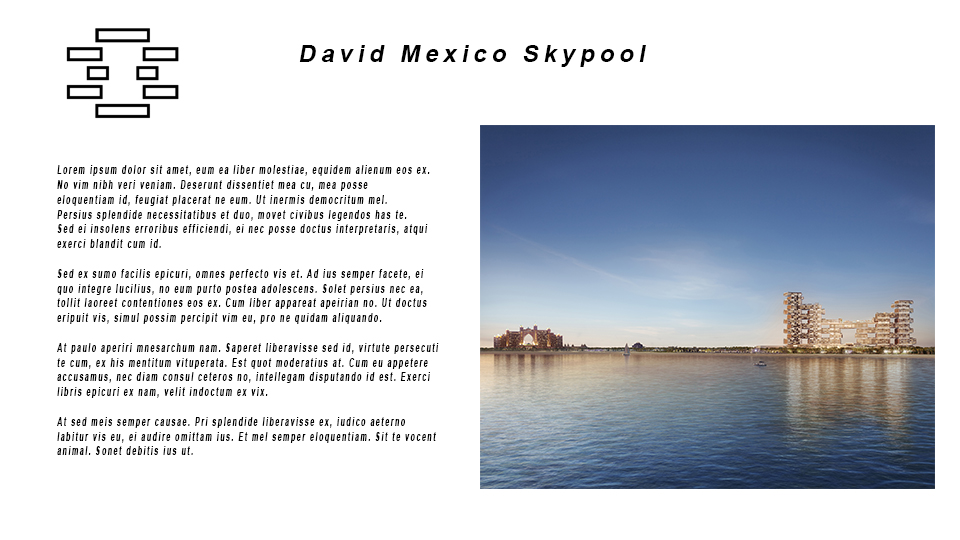 David Mexico Skypool
Lorem ipsum dolor sit amet, eum ea liber molestiae, equidem alienum eos ex.
No vim nibh veri veniam. Deserunt dissentiet mea cu, mea posse
eloquentiam id, feugiat placerat ne eum. Ut inermis democritum mel.
Persius splendide necessitatibus et duo, movet civibus legendos has te.
Sed ei insolens erroribus efficiendi, ei nec posse doctus interpretaris, atqui
exerci blandit cum id.
Sed ex sumo facilis epicuri, omnes perfecto vis et. Ad ius semper facete, ei
quo integre lucilius, no eum purto postea adolescens. Solet persius nec ea,
tollit laoreet contentiones eos ex. Cum liber appareat apeirian no. Ut doctus
eripuit vis, simul possim percipit vim eu, pro ne quidam aliquando.
At paulo aperiri mnesarchum nam. Saperet liberavisse sed id, virtute persecuti
te cum, ex his mentitum vituperata. Est quot moderatius at. Cum eu appetere
accusamus, nec diam consul ceteros no, intellegam disputando id est. Exerci
libris epicuri ex nam, velit indoctum ex vix.
At sed meis semper causae. Pri splendide liberavisse ex, iudico aeterno
labitur vis eu, ei audire omittam ius. Et mel semper eloquentiam. Sit te vocent
animal. Sonet debitis ius ut.